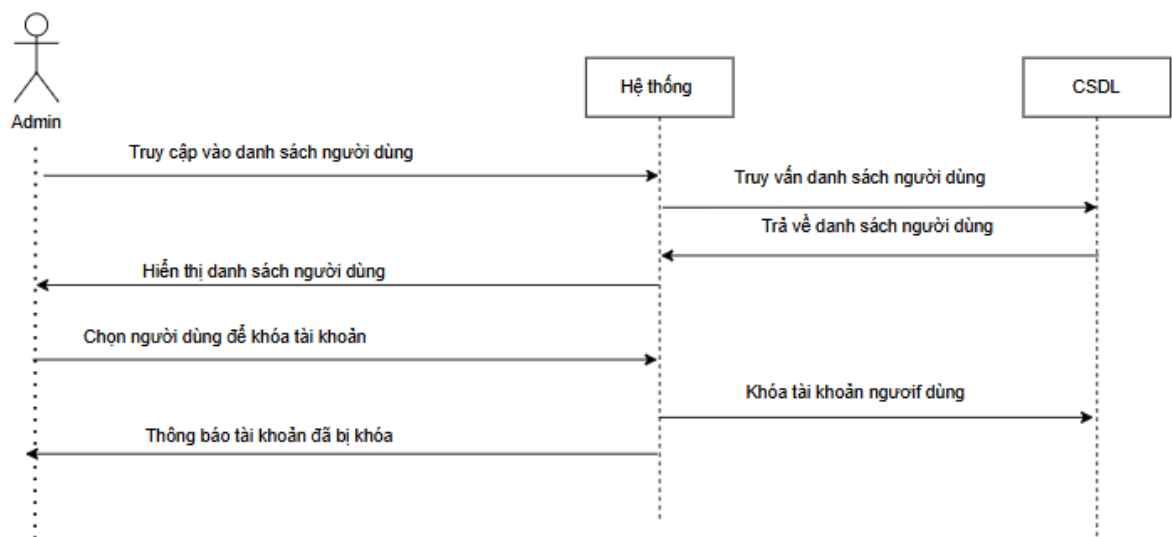 Hệ thống
CSDL
Admin
Truy cập vào danh sách người dùng
Truy vấn danh sách người dùng
Trả về danh sách người dùng
Hiển thị danh sách người dùng
Chọn người dùng để khóa tài khoản
Khóa tài khoản ngươif dùng
Thông báo tài khoản đã bị khóa